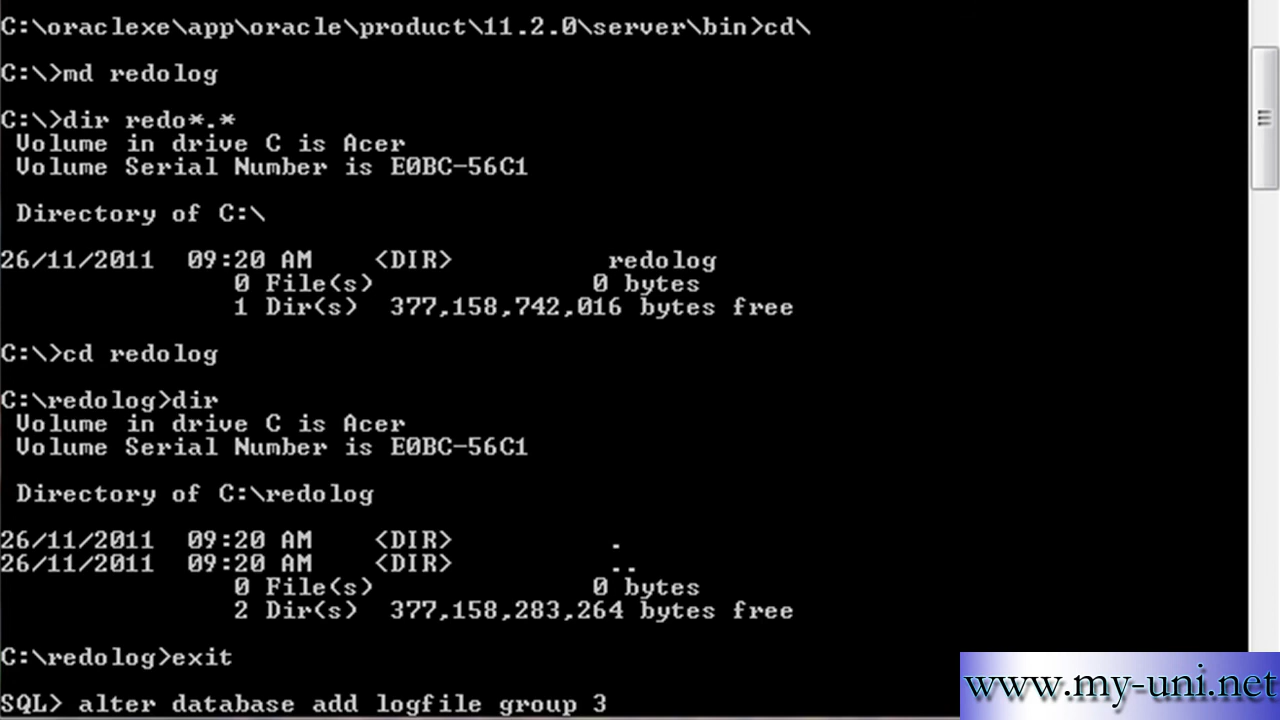 C:\oraclexe\app\oracle\product\11.2.0\server\bin>cd\
C:\>md redolog
C:\>dir redo*.*
Volume in drive C is Acer
Volume Serial Number is E0BC-56C1
Directory of C:\
26/11/2011  09:20 AM    <DIR>          redolog
0 File(s)              0 bytes
1 Dir(s)  377,158,742,016 bytes free
C:\>cd redolog
C:\redolog>dir
Volume in drive C is Acer
Volume Serial Number is E0BC-56C1
Directory of C:\redolog
26/11/2011  09:20 AM    <DIR>          .
26/11/2011  09:20 AM    <DIR>          ..
0 File(s)              0 bytes
2 Dir(s)  377,158,283,264 bytes free
C:\redolog>exit
SQL> alter database add logfile group 3
www.my-uni.net